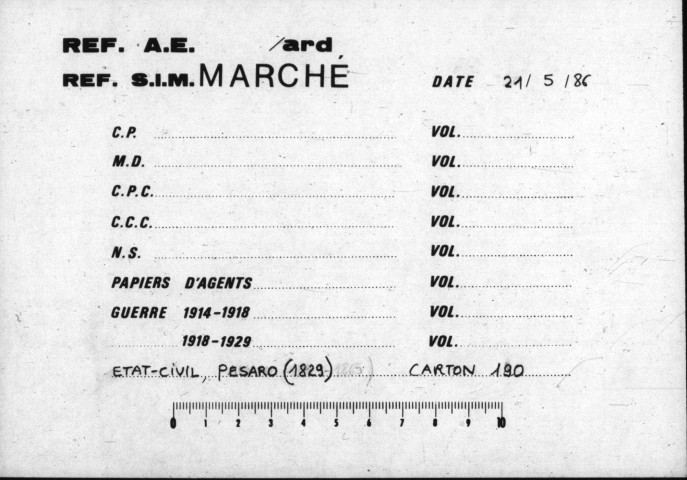 REF. A.E. /ard
REF. S.I.M. MARCHÉ DATE 21/5/86
C.P. VOL.
M.D. VOL.
C.P.C. VOL.
C.C.C. VOL.
N.S. VOL.
PAPIERS D'AGENTS VOL.
GUERRE 1914-1918 VOL.
1918-1929 VOL.
ETAT-CIVIL, PESARO (1829) CARTON 190
0 1 2 3 4 5 6 7 8 9 10